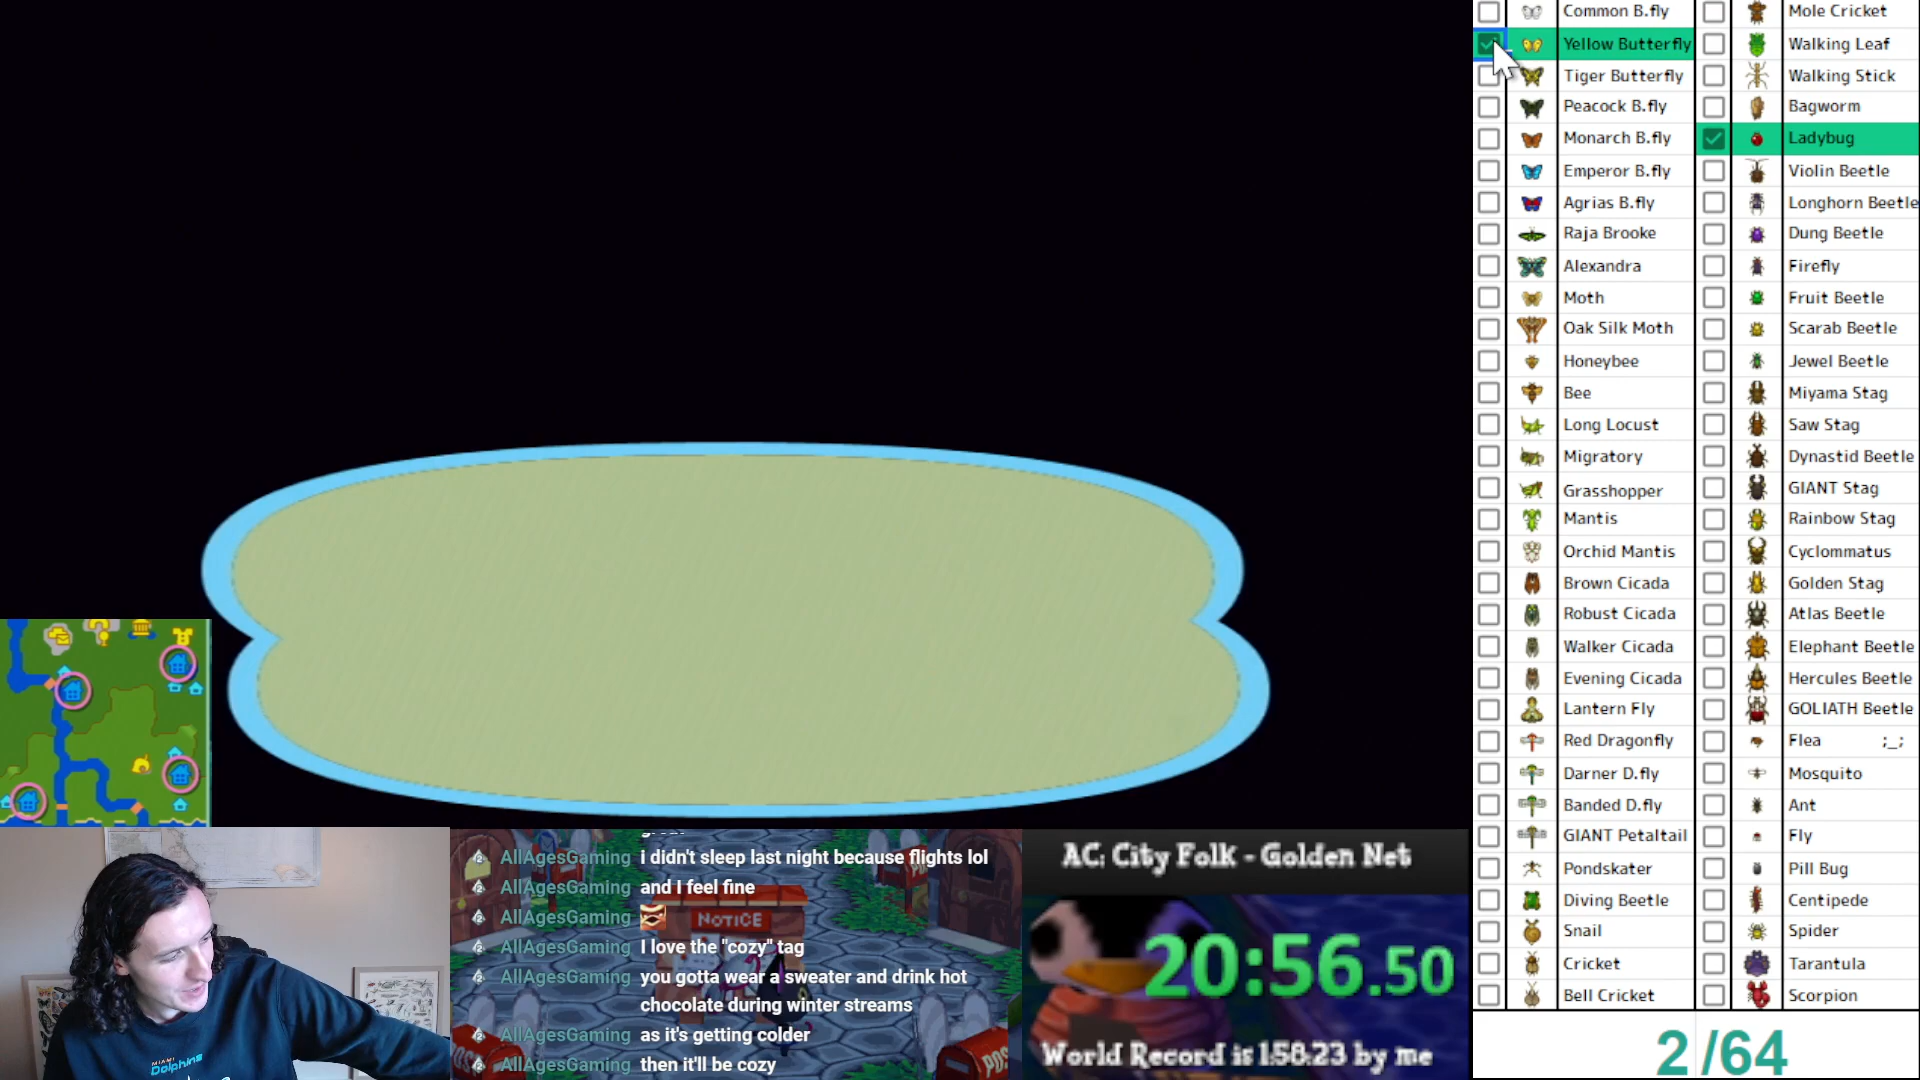 Common B.fly
Mole Cricket
Yellow Butterfly
Walking Leaf
Tiger Butterfly
Walking Stick
Peacock B.fly
Bagworm
Monarch B.fly
Ladybug
Emperor B.fly
Violin Beetle
Agrias B.fly
Longhorn Beetle
Raja Brooke
Dung Beetle
Alexandra
Firefly
Moth
Fruit Beetle
Oak Silk Moth
Scarab Beetle
Honeybee
Jewel Beetle
Bee
Miyama Stag
Long Locust
Saw Stag
Migratory
Dynastid Beetle
Grasshopper
GIANT Stag
Mantis
Rainbow Stag
Orchid Mantis
Cyclommatus
Brown Cicada
Golden Stag
Robust Cicada
Atlas Beetle
Walker Cicada
Elephant Beetle
Evening Cicada
Hercules Beetle
Lantern Fly
GOLIATH Beetle
Red Dragonfly
Flea ;_;
Darner D.fly
Mosquito
Banded D.fly
Ant
GIANT Petaltail
Fly
Pondskater
Pill Bug
Diving Beetle
Centipede
Snail
Spider
Cricket
Tarantula
Bell Cricket
Scorpion
2 /64
AllAgesGaming i didn't sleep last night because flights lol
AllAgesGaming and I feel fine
AllAgesGaming
AllAgesGaming I love the "cozy" tag
AllAgesGaming you gotta wear a sweater and drink hot
chocolate during winter streams
AllAgesGaming as it's getting colder
AllAgesGaming then it'll be cozy
NOTICE
MIAMI
Dolphins
AC: City Folk - Golden Net
20:56.50
World Record is 1:58:23 by me